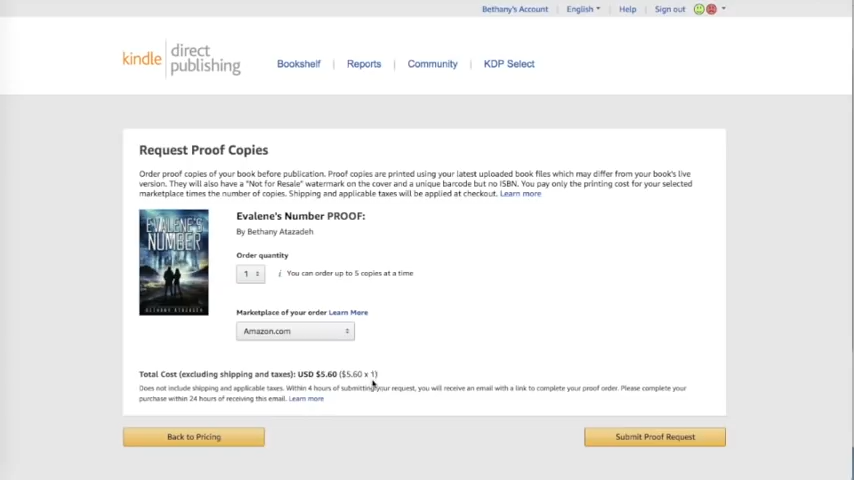 Bethany's Account English Help Sign out
kindle direct publishing
Bookshelf Reports Community KDP Select
Request Proof Copies
Order proof copies of your book before publication. Proof copies are printed using your latest uploaded book files which may differ from your book's live
version. They will also have a "Not for Resale" watermark on the cover and a unique barcode but no ISBN. You pay only the printing cost for your selected
marketplace times the number of copies. Shipping and applicable taxes will be applied at checkout. Learn more
EVALENE'S
NUMBER
BETHANY ATAZADEH
Evalene's Number PROOF:
By Bethany Atazadeh
Order quantity
1 i You can order up to 5 copies at a time
Marketplace of your order Learn More
Amazon.com
Total Cost (excluding shipping and taxes): USD $5.60 ($5.60 x 1)
Does not include shipping and applicable taxes. Within 4 hours of submitting your request, you will receive an email with a link to complete your proof order. Please complete your
purchase within 24 hours of receiving this email. Learn more
Back to Pricing Submit Proof Request